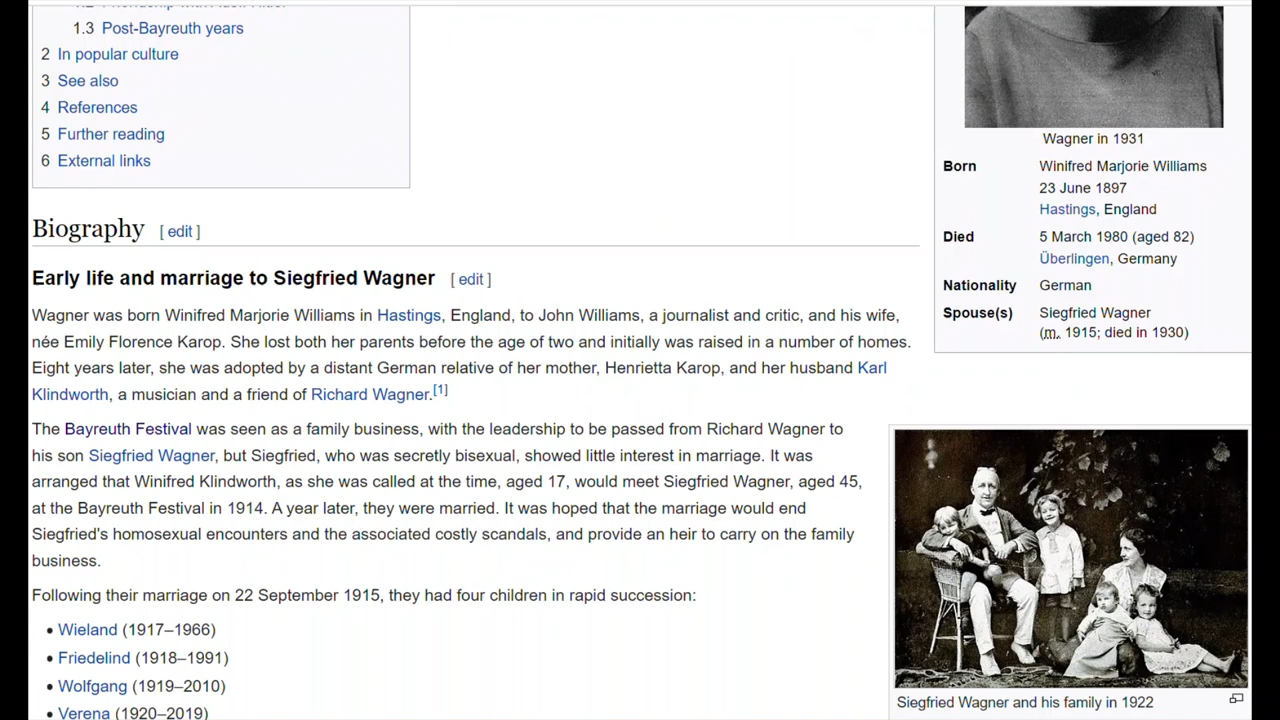 1.3 Post-Bayreuth years
2 In popular culture
3 See also
4 References
5 Further reading
6 External links
Wagner in 1931
Born Winifred Marjorie Williams
23 June 1897
Hastings, England
Died 5 March 1980 (aged 82)
Überlingen, Germany
Nationality German
Spouse(s) Siegfried Wagner
(m. 1915; died in 1930)
Biography [ edit ]
Early life and marriage to Siegfried Wagner [ edit ]
Wagner was born Winifred Marjorie Williams in Hastings, England, to John Williams, a journalist and critic, and his wife,
née Emily Florence Karop. She lost both her parents before the age of two and initially was raised in a number of homes.
Eight years later, she was adopted by a distant German relative of her mother, Henrietta Karop, and her husband Karl
Klindworth, a musician and a friend of Richard Wagner.[1]
The Bayreuth Festival was seen as a family business, with the leadership to be passed from Richard Wagner to
his son Siegfried Wagner, but Siegfried, who was secretly bisexual, showed little interest in marriage. It was
arranged that Winifred Klindworth, as she was called at the time, aged 17, would meet Siegfried Wagner, aged 45,
at the Bayreuth Festival in 1914. A year later, they were married. It was hoped that the marriage would end
Siegfried's homosexual encounters and the associated costly scandals, and provide an heir to carry on the family
business.
Following their marriage on 22 September 1915, they had four children in rapid succession:
• Wieland (1917–1966)
• Friedelind (1918–1991)
• Wolfgang (1919–2010)
• Verena (1920–2019)
Siegfried Wagner and his family in 1922